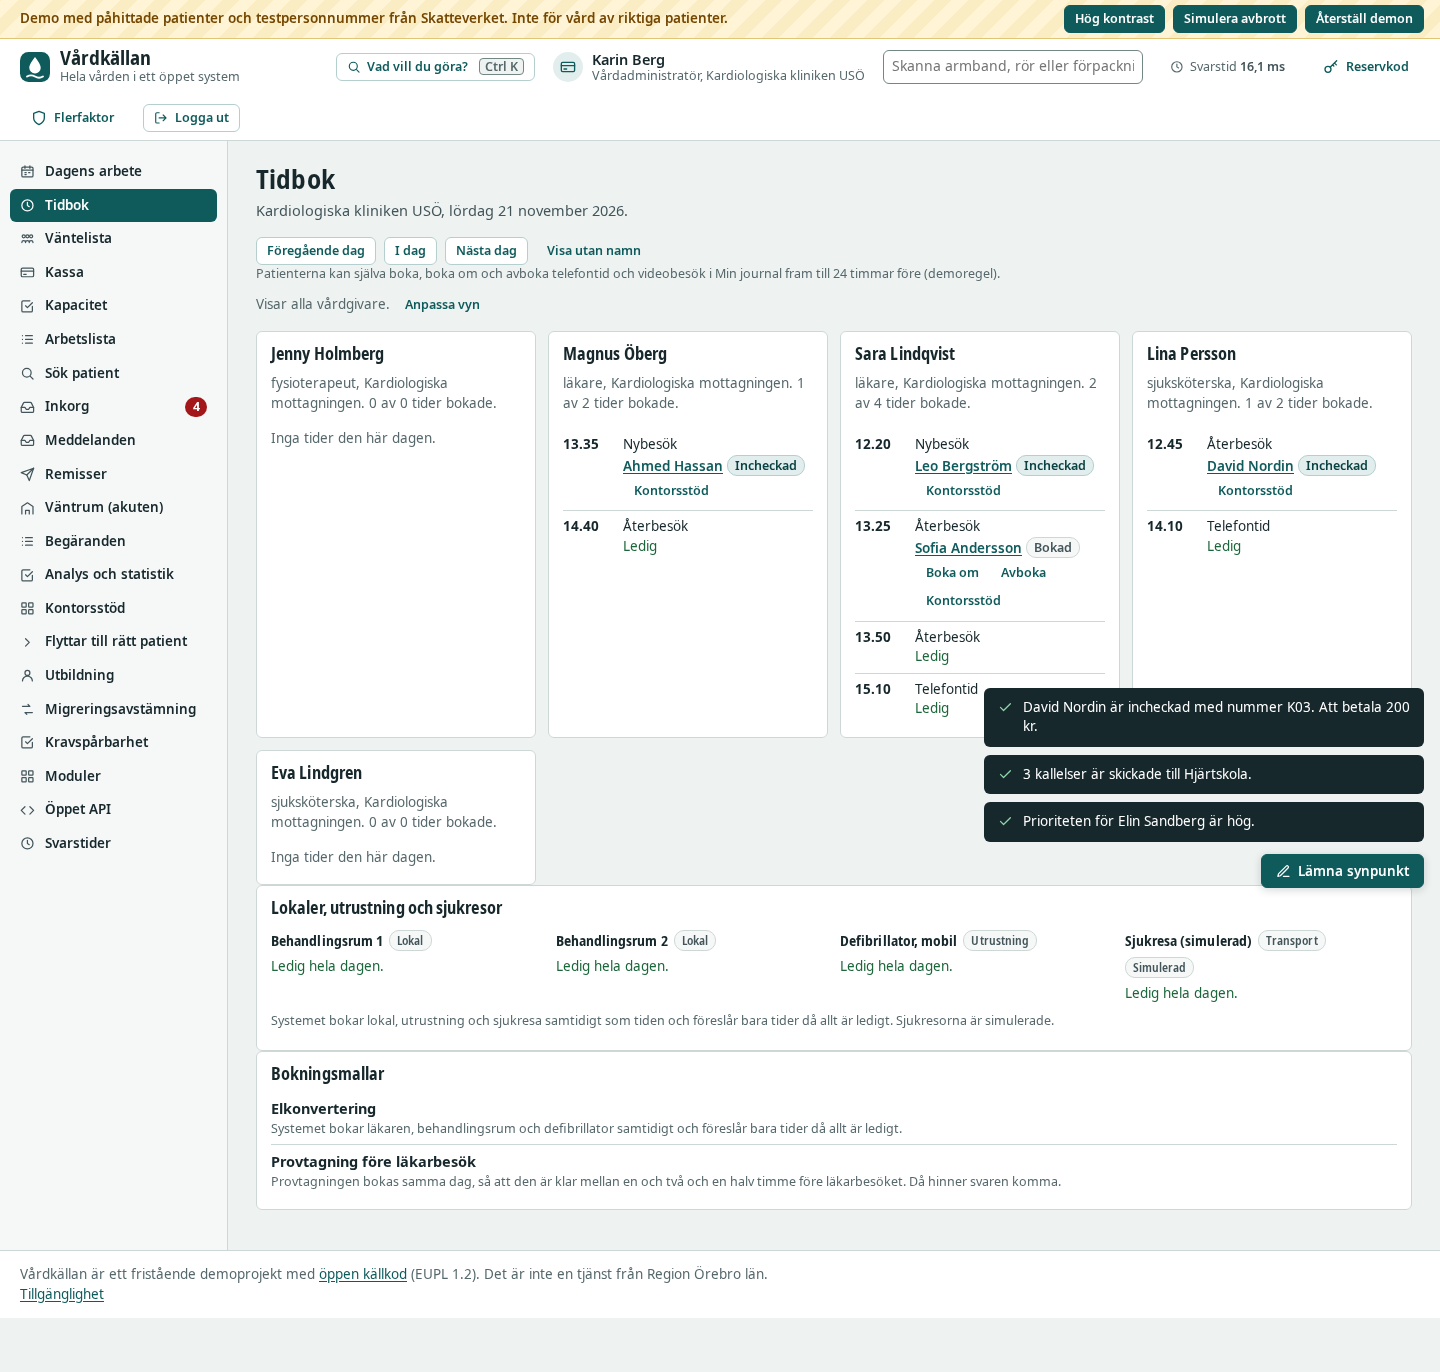 Demo med påhittade patienter och testpersonnummer från Skatteverket. Inte för vård av riktiga patienter.
Hög kontrast
Simulera avbrott
Återställ demon
Vårdkällan
Hela vården i ett öppet system
Vad vill du göra?
Ctrl K
Karin Berg
Vårdadministratör, Kardiologiska kliniken USÖ
Skanna armband, rör eller förpackni
Svarstid 16,1 ms
Reservkod
Flerfaktor
Logga ut
Dagens arbete
Tidbok
Väntelista
Kassa
Kapacitet
Arbetslista
Sök patient
Inkorg
4
Meddelanden
Remisser
Väntrum (akuten)
Begäranden
Analys och statistik
Kontorsstöd
Flyttar till rätt patient
Utbildning
Migreringsavstämning
Kravspårbarhet
Moduler
Öppet API
Svarstider
Tidbok
Kardiologiska kliniken USÖ, lördag 21 november 2026.
Föregående dag
I dag
Nästa dag
Visa utan namn
Patienterna kan själva boka, boka om och avboka telefontid och videobesök i Min journal fram till 24 timmar före (demoregel).
Visar alla vårdgivare.
Anpassa vyn
Jenny Holmberg
fysioterapeut, Kardiologiska
mottagningen. 0 av 0 tider bokade.
Inga tider den här dagen.
Magnus Öberg
läkare, Kardiologiska mottagningen. 1
av 2 tider bokade.
13.35
Nybesök
Ahmed Hassan
Incheckad
Kontorsstöd
14.40
Återbesök
Ledig
Sara Lindqvist
läkare, Kardiologiska mottagningen. 2
av 4 tider bokade.
12.20
Nybesök
Leo Bergström
Incheckad
Kontorsstöd
13.25
Återbesök
Sofia Andersson
Bokad
Boka om
Avboka
Kontorsstöd
13.50
Återbesök
Ledig
15.10
Telefontid
Ledig
Lina Persson
sjuksköterska, Kardiologiska
mottagningen. 1 av 2 tider bokade.
12.45
Återbesök
David Nordin
Incheckad
Kontorsstöd
14.10
Telefontid
Ledig
David Nordin är incheckad med nummer K03. Att betala 200
kr.
3 kallelser är skickade till Hjärtskola.
Prioriteten för Elin Sandberg är hög.
Lämna synpunkt
Eva Lindgren
sjuksköterska, Kardiologiska
mottagningen. 0 av 0 tider bokade.
Inga tider den här dagen.
Lokaler, utrustning och sjukresor
Behandlingsrum 1
Lokal
Ledig hela dagen.
Behandlingsrum 2
Lokal
Ledig hela dagen.
Defibrillator, mobil
Utrustning
Ledig hela dagen.
Sjukresa (simulerad)
Transport
Simulerad
Ledig hela dagen.
Systemet bokar lokal, utrustning och sjukresa samtidigt som tiden och föreslår bara tider då allt är ledigt. Sjukresorna är simulerade.
Bokningsmallar
Elkonvertering
Systemet bokar läkaren, behandlingsrum och defibrillator samtidigt och föreslår bara tider då allt är ledigt.
Provtagning före läkarbesök
Provtagningen bokas samma dag, så att den är klar mellan en och två och en halv timme före läkarbesöket. Då hinner svaren komma.
Vårdkällan är ett fristående demoprojekt med öppen källkod (EUPL 1.2). Det är inte en tjänst från Region Örebro län.
Tillgänglighet